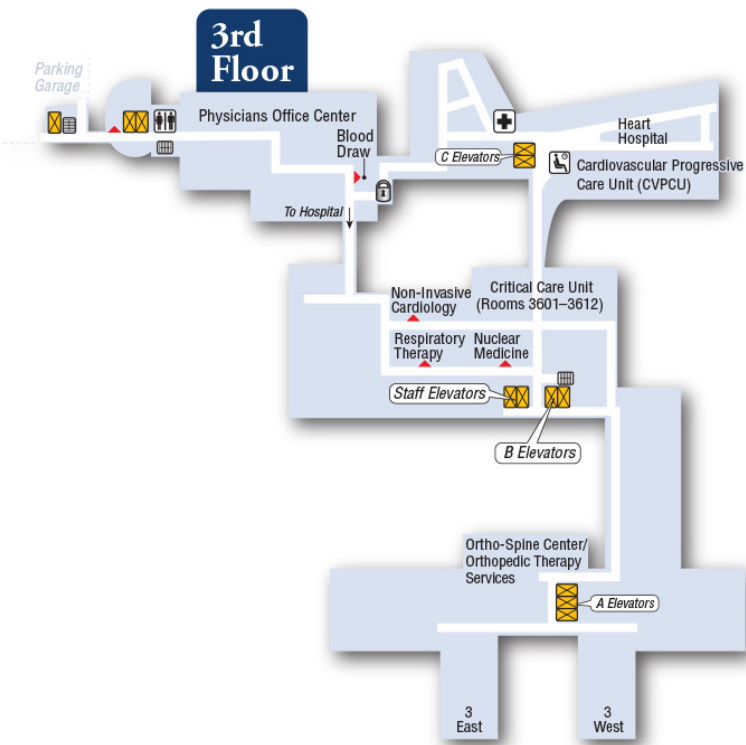 3rd
Floor
Parking
Garage
Physicians Office Center
Blood
Draw
To Hospital
C Elevators
Heart
Hospital
Cardiovascular Progressive
Care Unit (CVPCU)
Critical Care Unit
(Rooms 3601–3612)
Non-Invasive
Cardiology
Respiratory
Therapy
Nuclear
Medicine
Staff Elevators
B Elevators
Ortho-Spine Center/
Orthopedic Therapy
Services
A Elevators
3
East
3
West